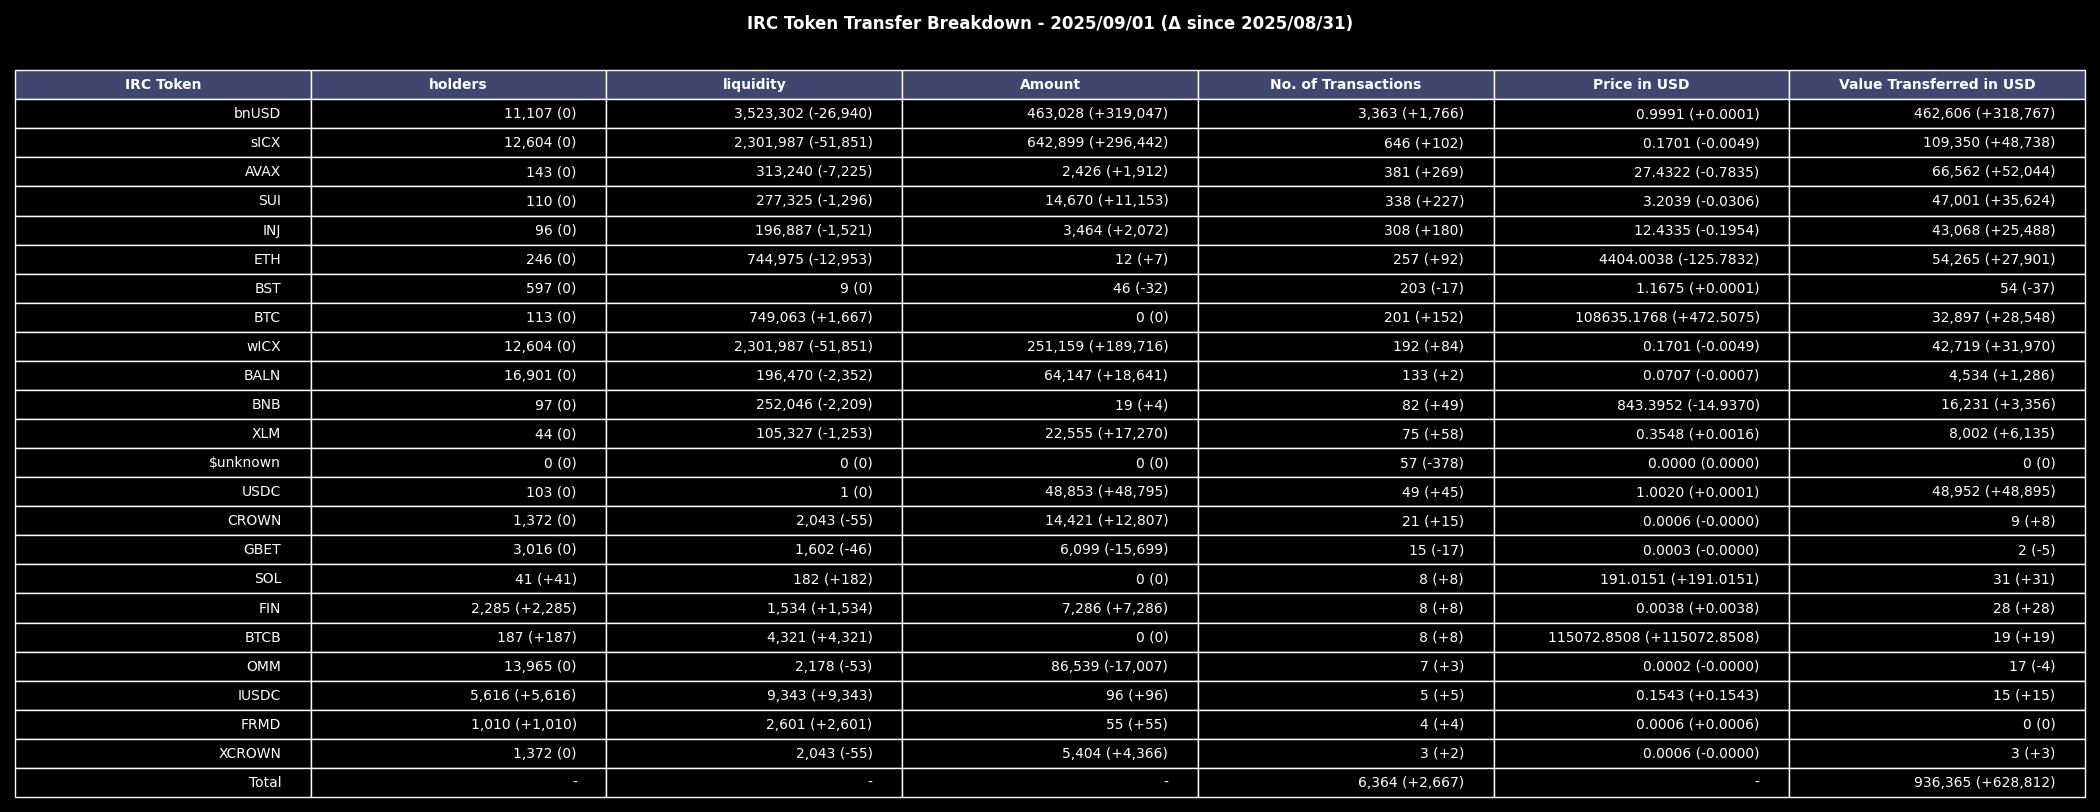 IRC Token Transfer Breakdown - 2025/09/01 (Δ since 2025/08/31)
IRC Token holders liquidity Amount No. of Transactions Price in USD Value Transferred in USD
bnUSD 11,107 (0) 3,523,302 (-26,940) 463,028 (+319,047) 3,363 (+1,766) 0.9991 (+0.0001) 462,606 (+318,767)
sICX 12,604 (0) 2,301,987 (-51,851) 642,899 (+296,442) 646 (+102) 0.1701 (-0.0049) 109,350 (+48,738)
AVAX 143 (0) 313,240 (-7,225) 2,426 (+1,912) 381 (+269) 27.4322 (-0.7835) 66,562 (+52,044)
SUI 110 (0) 277,325 (-1,296) 14,670 (+11,153) 338 (+227) 3.2039 (-0.0306) 47,001 (+35,624)
INJ 96 (0) 196,887 (-1,521) 3,464 (+2,072) 308 (+180) 12.4335 (-0.1954) 43,068 (+25,488)
ETH 246 (0) 744,975 (-12,953) 12 (+7) 257 (+92) 4404.0038 (-125.7832) 54,265 (+27,901)
BST 597 (0) 9 (0) 46 (-32) 203 (-17) 1.1675 (+0.0001) 54 (-37)
BTC 113 (0) 749,063 (+1,667) 0 (0) 201 (+152) 108635.1768 (+472.5075) 32,897 (+28,548)
wICX 12,604 (0) 2,301,987 (-51,851) 251,159 (+189,716) 192 (+84) 0.1701 (-0.0049) 42,719 (+31,970)
BALN 16,901 (0) 196,470 (-2,352) 64,147 (+18,641) 133 (+2) 0.0707 (-0.0007) 4,534 (+1,286)
BNB 97 (0) 252,046 (-2,209) 19 (+4) 82 (+49) 843.3952 (-14.9370) 16,231 (+3,356)
XLM 44 (0) 105,327 (-1,253) 22,555 (+17,270) 75 (+58) 0.3548 (+0.0016) 8,002 (+6,135)
$unknown 0 (0) 0 (0) 0 (0) 57 (-378) 0.0000 (0.0000) 0 (0)
USDC 103 (0) 1 (0) 48,853 (+48,795) 49 (+45) 1.0020 (+0.0001) 48,952 (+48,895)
CROWN 1,372 (0) 2,043 (-55) 14,421 (+12,807) 21 (+15) 0.0006 (-0.0000) 9 (+8)
GBET 3,016 (0) 1,602 (-46) 6,099 (-15,699) 15 (-17) 0.0003 (-0.0000) 2 (-5)
SOL 41 (+41) 182 (+182) 0 (0) 8 (+8) 191.0151 (+191.0151) 31 (+31)
FIN 2,285 (+2,285) 1,534 (+1,534) 7,286 (+7,286) 8 (+8) 0.0038 (+0.0038) 28 (+28)
BTCB 187 (+187) 4,321 (+4,321) 0 (0) 8 (+8) 115072.8508 (+115072.8508) 19 (+19)
OMM 13,965 (0) 2,178 (-53) 86,539 (-17,007) 7 (+3) 0.0002 (-0.0000) 17 (-4)
IUSDC 5,616 (+5,616) 9,343 (+9,343) 96 (+96) 5 (+5) 0.1543 (+0.1543) 15 (+15)
FRMD 1,010 (+1,010) 2,601 (+2,601) 55 (+55) 4 (+4) 0.0006 (+0.0006) 0 (0)
XCROWN 1,372 (0) 2,043 (-55) 5,404 (+4,366) 3 (+2) 0.0006 (-0.0000) 3 (+3)
Total - - - 6,364 (+2,667) - 936,365 (+628,812)